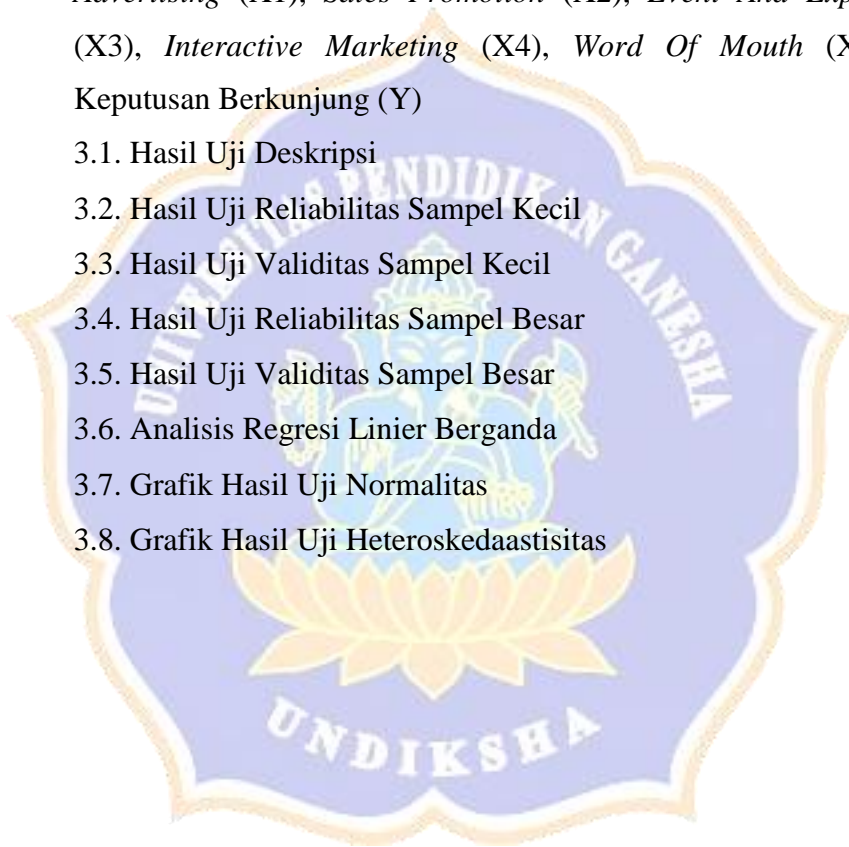 Advertising (X1), Sales Promotion (X2), Event And
(X3), Interactive Marketing (X4), Word Of Mouth
Keputusan Berkunjung (Y)
3.1. Hasil Uji Deskripsi
3.2. Hasil Uji Reliabilitas Sampel Kecil
3.3. Hasil Uji Validitas Sampel Kecil
3.4. Hasil Uji Reliabilitas Sampel Besar
3.5. Hasil Uji Validitas Sampel Besar
3.6. Analisis Regresi Linier Berganda
3.7. Grafik Hasil Uji Normalitas
3.8. Grafik Hasil Uji Heteroskedaastisitas
UNIVERSITAS PENDIDIKAN GANESHA
UNDIKSHA